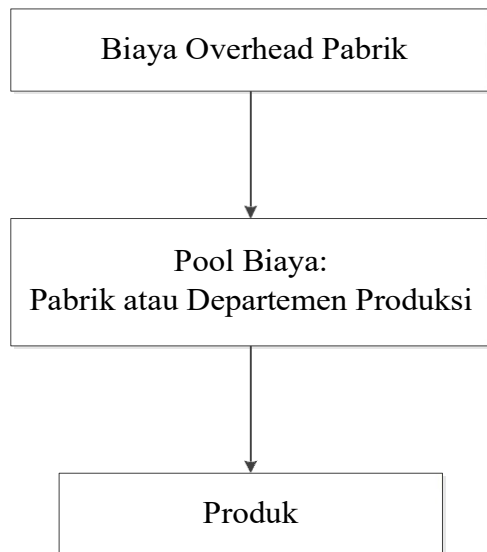 Biaya Overhead Pabrik
Pool Biaya:
Pabrik atau Departemen Produksi
Produk